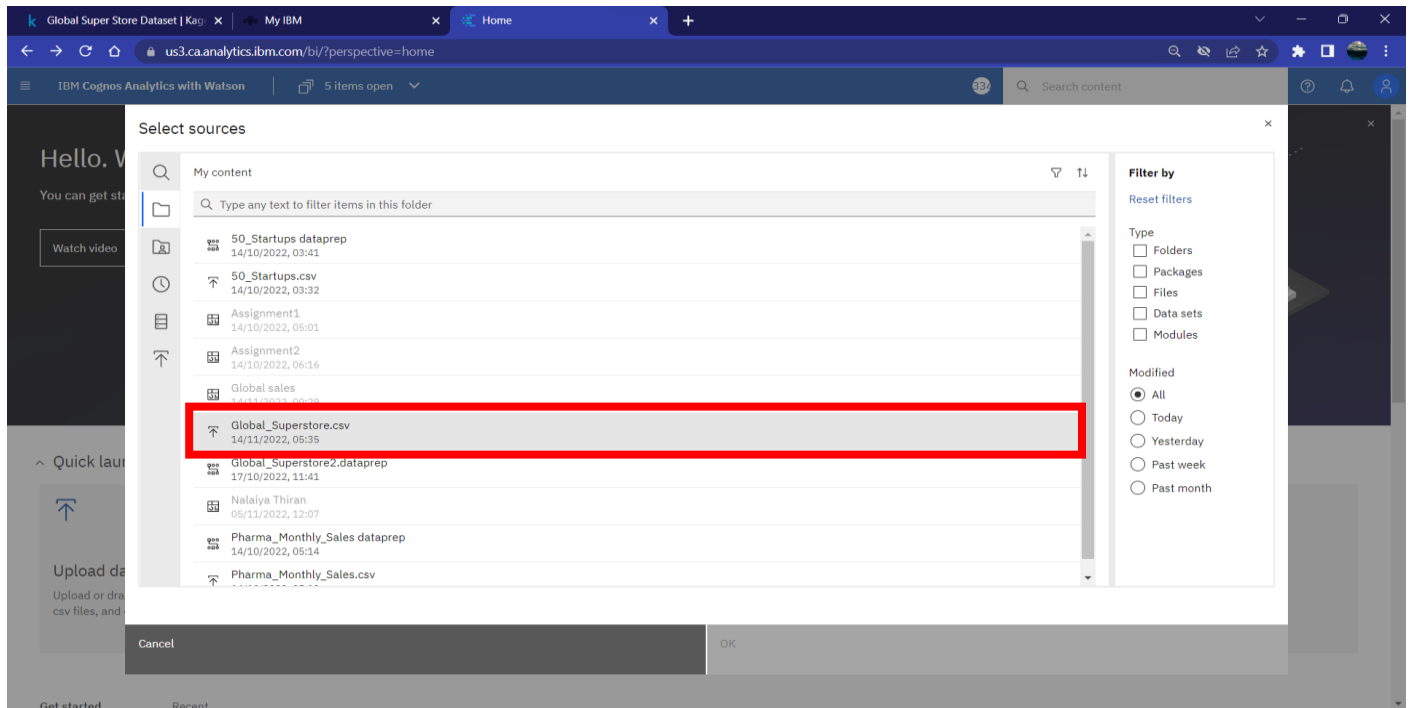 Global Super Store Dataset | Kag
My IBM
Home
us3.ca.analytics.ibm.com/bi/?perspective=home
IBM Cognos Analytics with Watson
5 items open
334
Search content
Select sources
Hello. W
You can get sta
Watch video
My content
Type any text to filter items in this folder
50_Startups dataprep
14/10/2022, 03:41
50_Startups.csv
14/10/2022, 03:32
Assignment1
14/10/2022, 05:01
Assignment2
14/10/2022, 06:16
Global sales
14/11/2022, 00:29
Global_Superstore.csv
14/11/2022, 05:35
Global_Superstore2.dataprep
17/10/2022, 11:41
Nalaiya Thiran
05/11/2022, 12:07
Pharma_Monthly_Sales dataprep
14/10/2022, 05:14
Pharma_Monthly_Sales.csv
Filter by
Reset filters
Type
Folders
Packages
Files
Data sets
Modules
Modified
All
Today
Yesterday
Past week
Past month
Quick laun
Upload da
Upload or dra
csv files, and
Cancel
OK
Get started
Recent